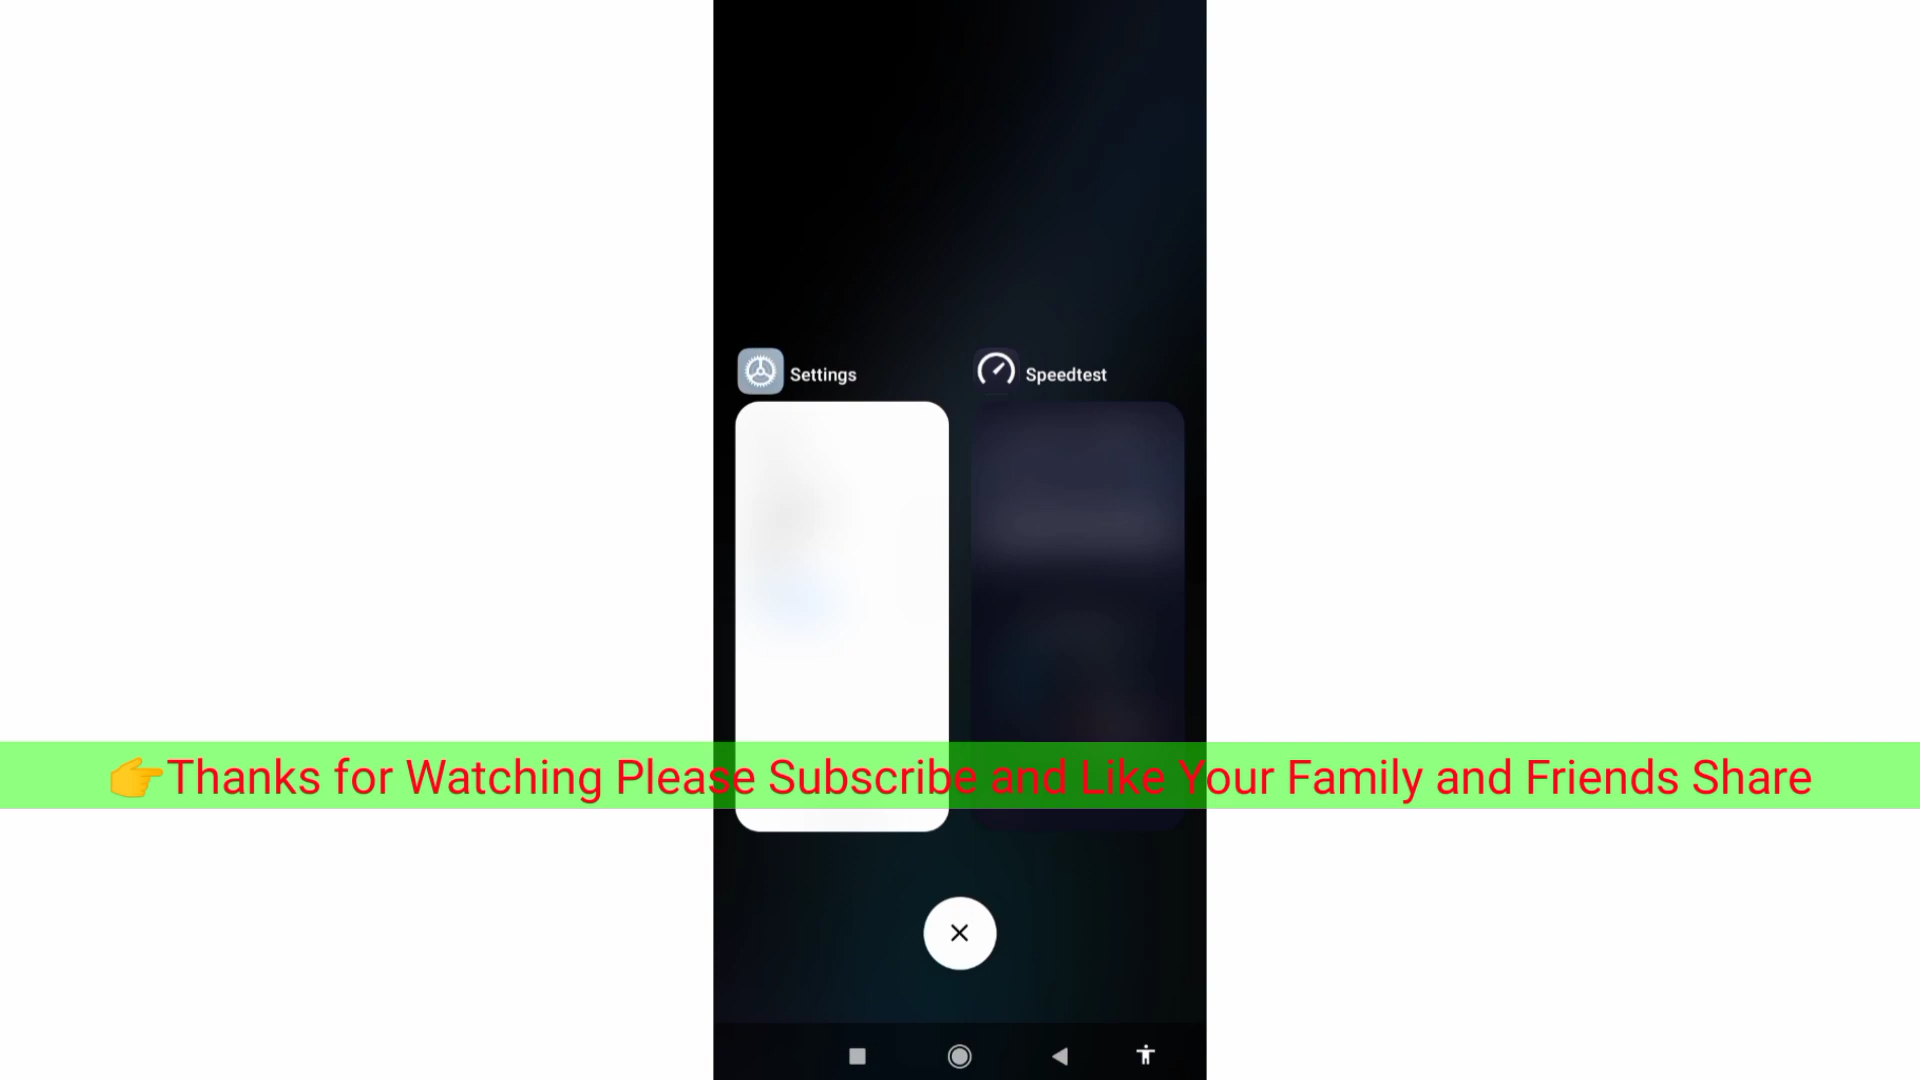 Settings
Speedtest
👉Thanks for Watching Please Subscribe and Like Your Family and Friends Share